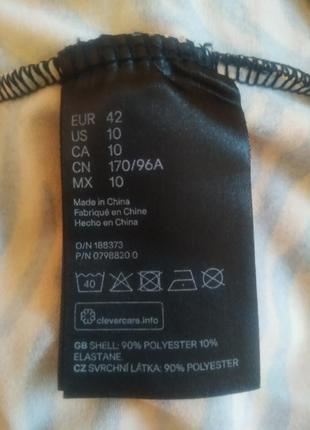 EUR 42
US 10
CA 10
CN 170/96A
MX 10
Made in China
Fabriqué en Chine
Hecho en China
O/N 188373
P/N 0798820 0
40
clevercare.info
GB SHELL: 90% POLYESTER 10%
ELASTANE.
CZ SVRCHNÍ LÁTKA: 90% POLYESTER